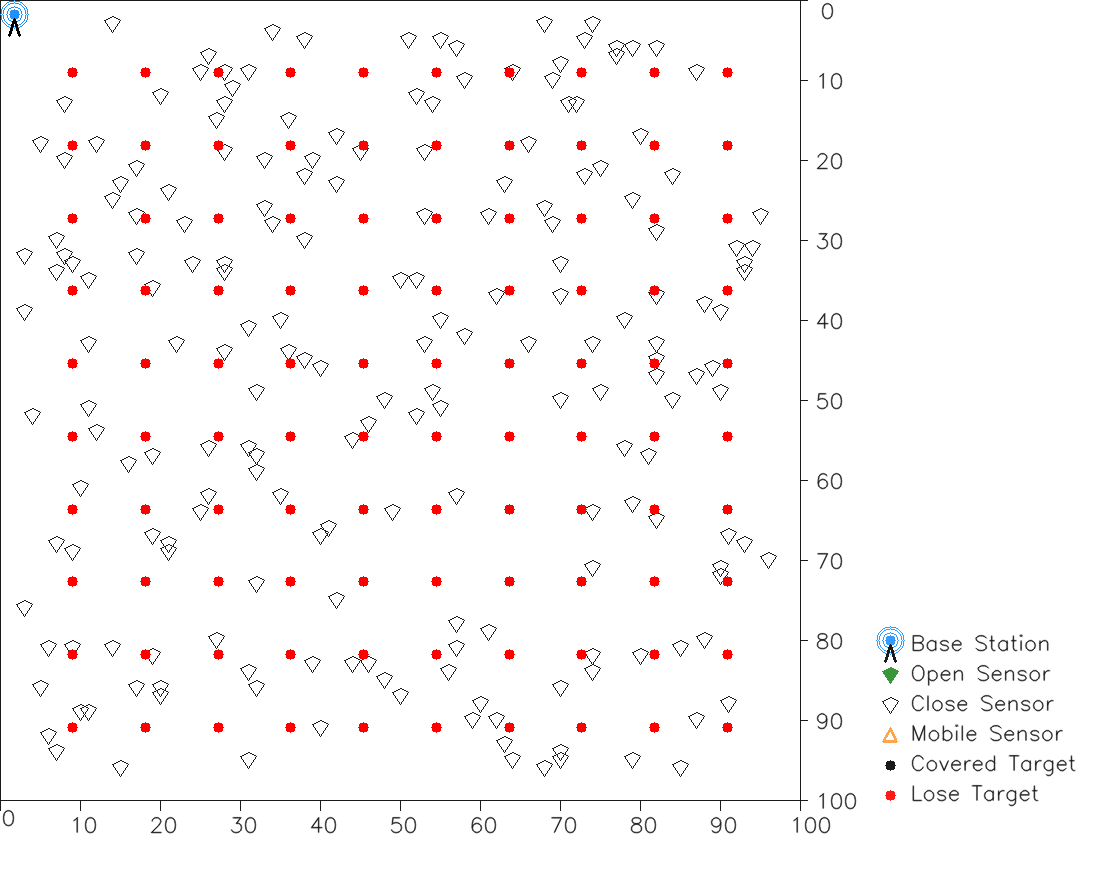 0
10
20
30
40
50
60
70
80
90
100
0 10 20 30 40 50 60 70 80 90 100
Base Station
Open Sensor
Close Sensor
Mobile Sensor
Covered Target
Lose Target